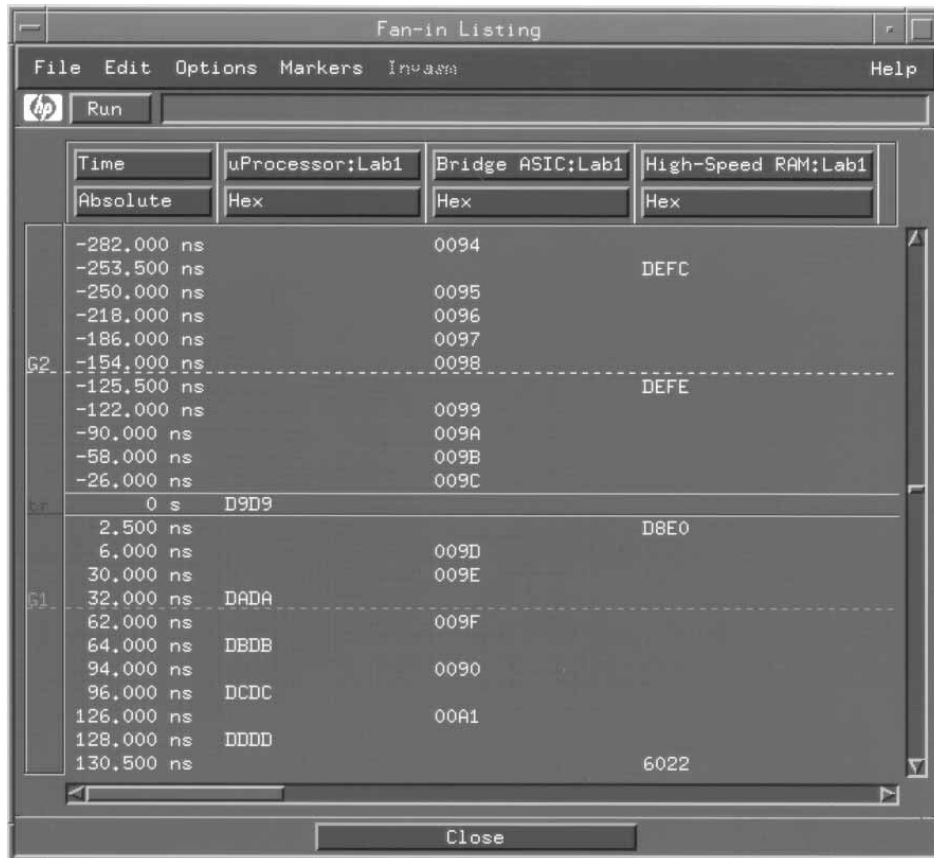 Fan-in Listing
File Edit Options Markers Invasm Help
hp Run
Time uProcessor:Lab1 Bridge ASIC:Lab1 High-Speed RAM:Lab1
Absolute Hex Hex Hex
-282.000 ns 0094
-253.500 ns DEFC
-250.000 ns 0095
-218.000 ns 0096
-186.000 ns 0097
G2 -154.000 ns 0098
-125.500 ns DEFE
-122.000 ns 0099
-90.000 ns 009A
-58.000 ns 009B
-26.000 ns 009C
tr 0 s D9D9
2.500 ns D8E0
6.000 ns 009D
30.000 ns 009E
G1 32.000 ns DADA
62.000 ns 009F
64.000 ns DBDB
94.000 ns 0090
96.000 ns DCDC
126.000 ns 00A1
128.000 ns DDDD
130.500 ns 6022
Close